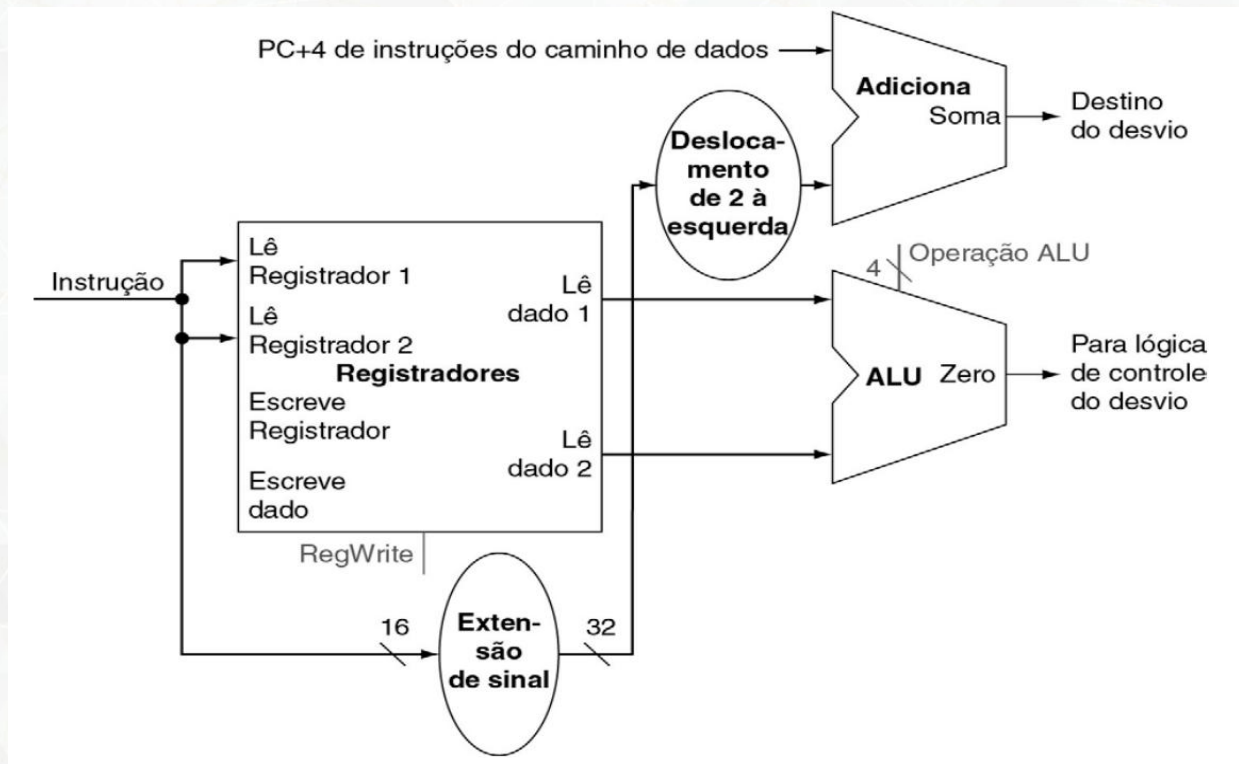 PC+4 de instruções do caminho de dados
Adiciona
Soma
Destino
do desvio
Desloca-
mento
de 2 à
esquerda
Instrução
Lê
Registrador 1
Lê
Registrador 2
Registradores
Escreve
Registrador
Escreve
dado
Lê
dado 1
Lê
dado 2
RegWrite
4
Operação ALU
ALU Zero
Para lógica
de controle
do desvio
16
Exten-
são
de sinal
32